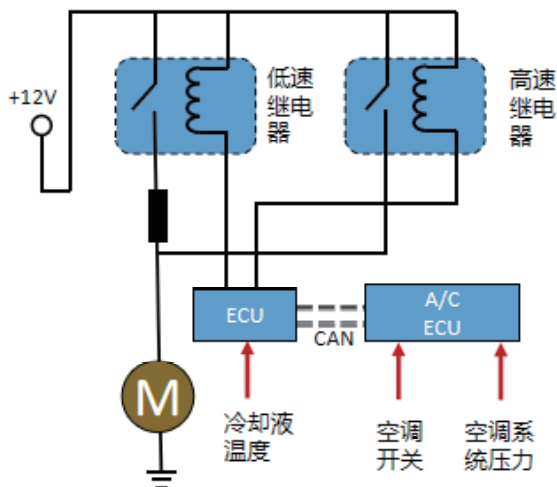 低速
继电
器
高速
继电
器
+12V
ECU
A/C
ECU
CAN
M
冷却液
温度
空调
开关
空调系
统压力